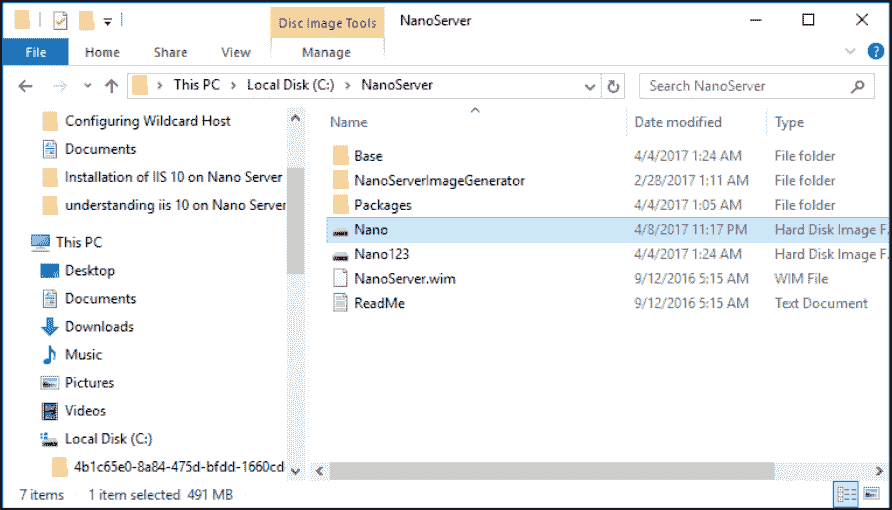 Disc Image Tools NanoServer
File Home Share View Manage
This PC Local Disk (C:) NanoServer Search NanoServer
Configuring Wildcard Host
Documents
Installation of IIS 10 on Nano Server
understanding iis 10 on Nano Server
This PC
Desktop
Documents
Downloads
Music
Pictures
Videos
Local Disk (C:)
4b1c65e0-8a84-475d-bfdd-1660cd
Name Date modified Type
Base 4/4/2017 1:24 AM File folder
NanoServerImageGenerator 2/28/2017 1:11 AM File folder
Packages 4/4/2017 1:05 AM File folder
Nano 4/8/2017 11:17 PM Hard Disk Image F
Nano123 4/4/2017 1:24 AM Hard Disk Image F
NanoServer.wim 9/12/2016 5:15 AM WIM File
ReadMe 9/12/2016 5:15 AM Text Document
7 items 1 item selected 491 MB